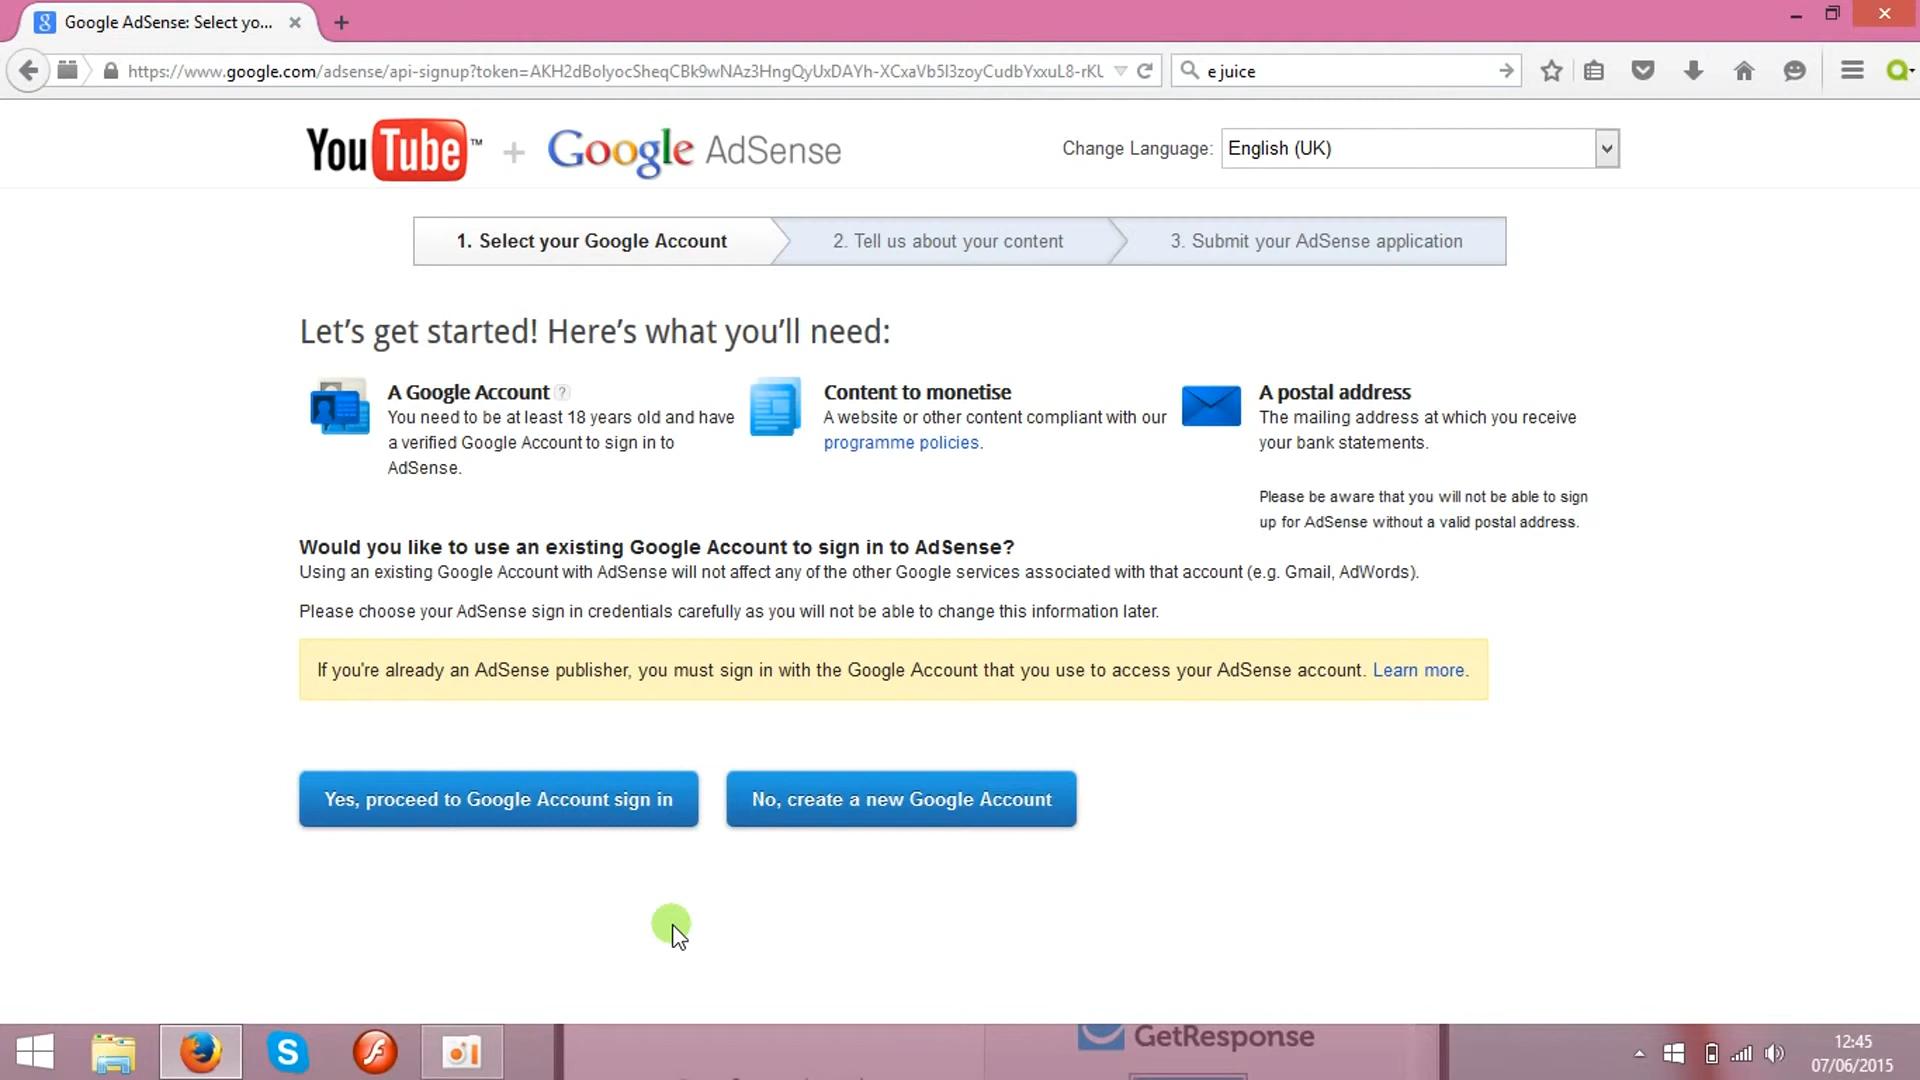 Google AdSense: Select yo...
https://www.google.com/adsense/api-signup?token=AKH2dBolyocSheqCBk9wNAz3HngQyUxDAYh-XCxaVb5I3zoyCudbYxxuL8-rKU
e juice
YouTube™ + Google AdSense
Change Language: English (UK)
1. Select your Google Account
2. Tell us about your content
3. Submit your AdSense application
Let's get started! Here's what you'll need:
A Google Account ?
You need to be at least 18 years old and have
a verified Google Account to sign in to
AdSense.
Content to monetise
A website or other content compliant with our
programme policies.
A postal address
The mailing address at which you receive
your bank statements.
Please be aware that you will not be able to sign
up for AdSense without a valid postal address.
Would you like to use an existing Google Account to sign in to AdSense?
Using an existing Google Account with AdSense will not affect any of the other Google services associated with that account (e.g. Gmail, AdWords).
Please choose your AdSense sign in credentials carefully as you will not be able to change this information later.
If you're already an AdSense publisher, you must sign in with the Google Account that you use to access your AdSense account. Learn more.
Yes, proceed to Google Account sign in
No, create a new Google Account
GetResponse
12:45
07/06/2015